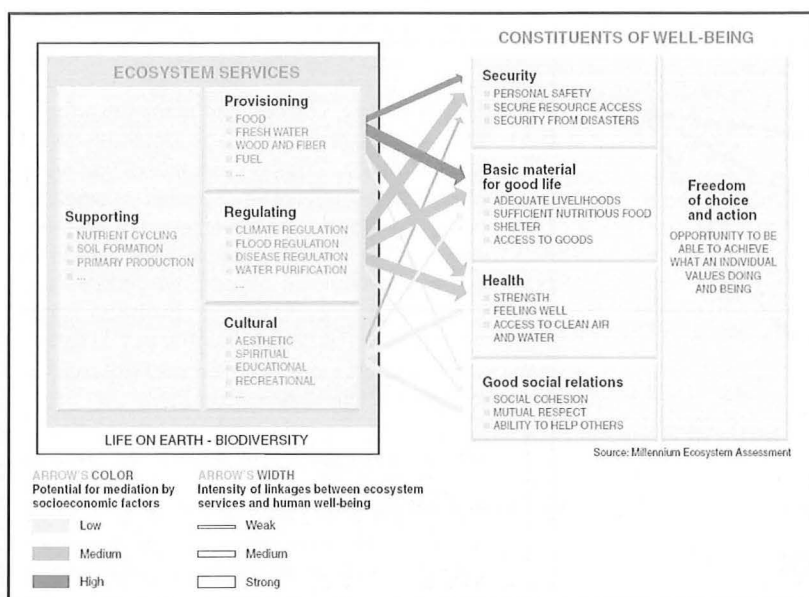 CONSTITUENTS OF WELL-BEING
ECOSYSTEM SERVICES
Supporting
NUTRIENT CYCLING
SOIL FORMATION
PRIMARY PRODUCTION
...
Provisioning
FOOD
FRESH WATER
WOOD AND FIBER
FUEL
...
Regulating
CLIMATE REGULATION
FLOOD REGULATION
DISEASE REGULATION
WATER PURIFICATION
...
Cultural
AESTHETIC
SPIRITUAL
EDUCATIONAL
RECREATIONAL
...
LIFE ON EARTH - BIODIVERSITY
Security
PERSONAL SAFETY
SECURE RESOURCE ACCESS
SECURITY FROM DISASTERS
Basic material
for good life
ADEQUATE LIVELIHOODS
SUFFICIENT NUTRITIOUS FOOD
SHELTER
ACCESS TO GOODS
Health
STRENGTH
FEELING WELL
ACCESS TO CLEAN AIR
AND WATER
Good social relations
SOCIAL COHESION
MUTUAL RESPECT
ABILITY TO HELP OTHERS
Freedom
of choice
and action
OPPORTUNITY TO BE
ABLE TO ACHIEVE
WHAT AN INDIVIDUAL
VALUES DOING
AND BEING
Source: Millennium Ecosystem Assessment
ARROW'S COLOR
Potential for mediation by
socioeconomic factors
Low
Medium
High
ARROW'S WIDTH
Intensity of linkages between ecosystem
services and human well-being
Weak
Medium
Strong